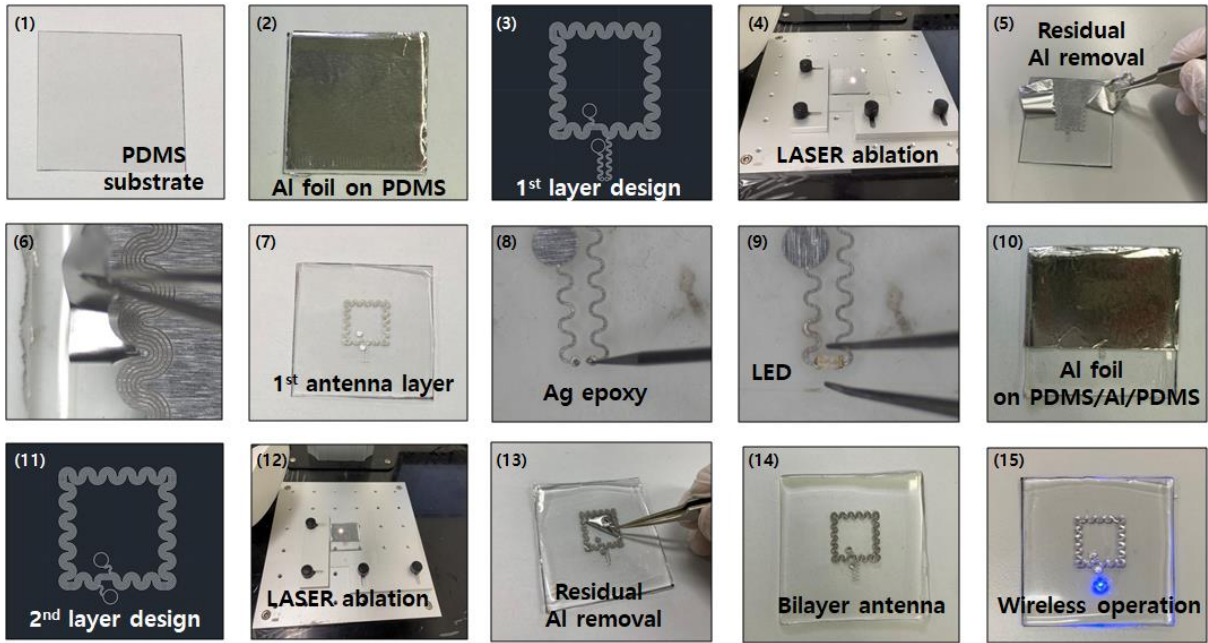 (1)
PDMS
substrate
(2)
Al foil on PDMS
(3)
1st layer design
(4)
LASER ablation
(5)
Residual
Al removal
(6)
(7)
1st antenna layer
(8)
Ag epoxy
(9)
LED
(10)
Al foil
on PDMS/Al/PDMS
(11)
2nd layer design
(12)
LASER ablation
(13)
Residual
Al removal
(14)
Bilayer antenna
(15)
Wireless operation